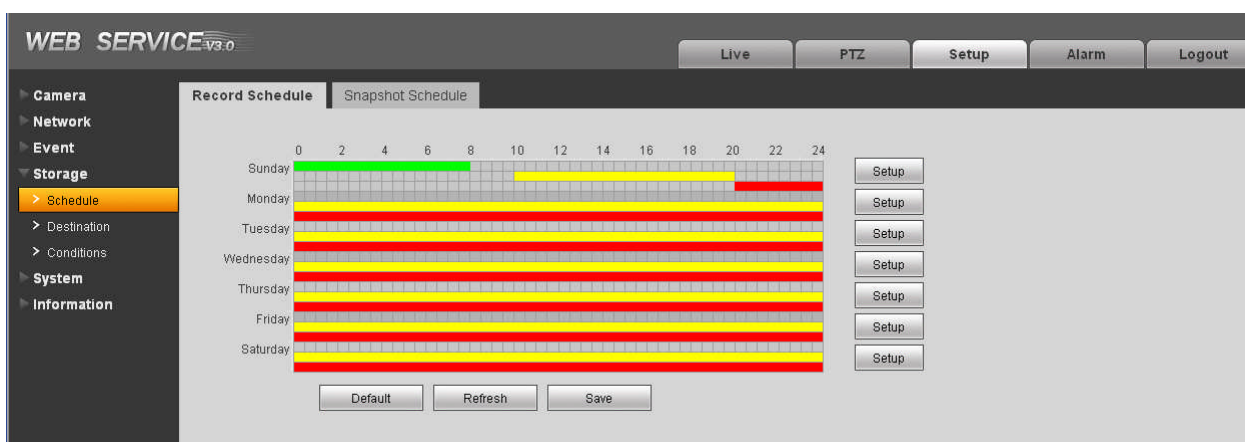 WEB SERVICE V3.0
Live PTZ Setup Alarm Logout
Camera
Network
Event
Storage
> Schedule
> Destination
> Conditions
System
Information
Record Schedule Snapshot Schedule
0 2 4 6 8 10 12 14 16 18 20 22 24
Sunday Setup
Monday Setup
Tuesday Setup
Wednesday Setup
Thursday Setup
Friday Setup
Saturday Setup
Default Refresh Save